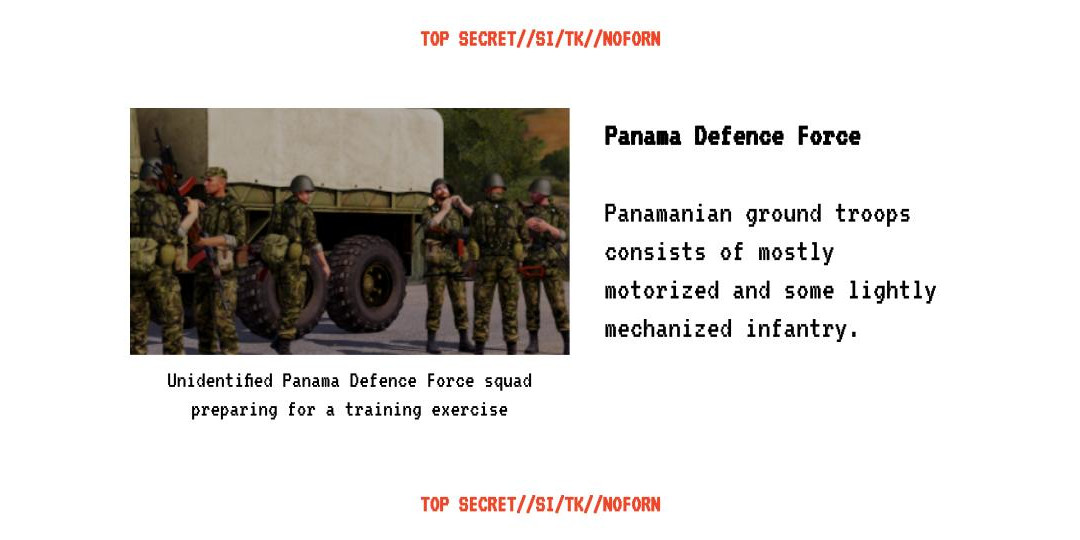 TOP SECRET//SI/TK//NOFORN
Panama Defence Force
Panamanian ground troops
consists of mostly
motorized and some lightly
mechanized infantry.
Unidentified Panama Defence Force squad
preparing for a training exercise
TOP SECRET//SI/TK//NOFORN